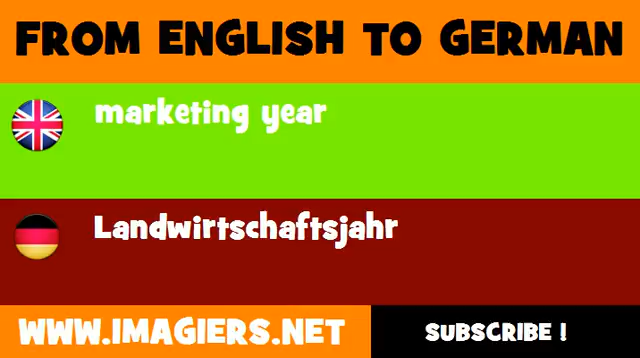 FROM ENGLISH TO GERMAN
marketing year
Landwirtschaftsjahr
WWW.IMAGIERS.NET
SUBSCRIBE !